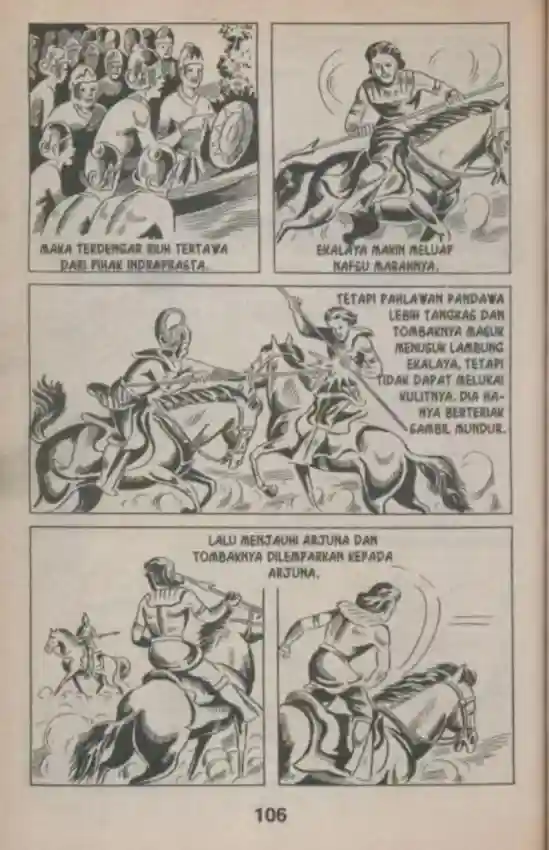 MAKA TERDENGAR RIUH TERTAWA
DARI PIHAK INDRAPRASTA.
EKALAYA MAKIN MELUAP
NAFSU MARAHNYA.
TETAPI PAHLAWAN PANDAWA
LEBIH TANGKAS DAN
TOMBAKNYA MASUK
MENUSUK LAMBUNG
EKALAYA, TETAPI
TIDAK DAPAT MELUKAI
KULITNYA. DIA HA-
NYA BERTERIAK
SAMBIL MUNDUR.
LALU MENJAUHI ARJUNA DAN
TOMBAKNYA DILEMPARKAN KEPADA
ARJUNA.
106